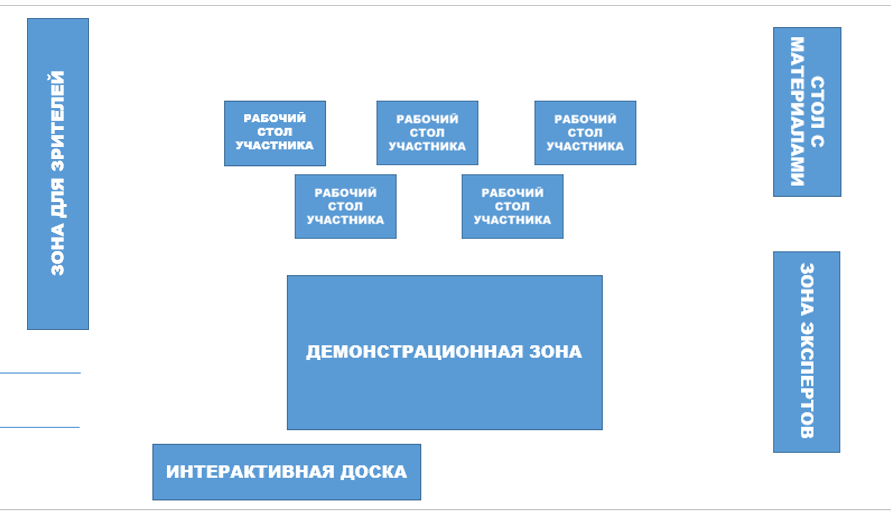 ЗОНА ДЛЯ ЗРИТЕЛЕЙ
РАБОЧИЙ
СТОЛ
УЧАСТНИКА
РАБОЧИЙ
СТОЛ
УЧАСТНИКА
РАБОЧИЙ
СТОЛ
УЧАСТНИКА
СТОЛ С
МАТЕРИАЛАМИ
РАБОЧИЙ
СТОЛ
УЧАСТНИКА
РАБОЧИЙ
СТОЛ
УЧАСТНИКА
ДЕМОНСТРАЦИОННАЯ ЗОНА
ЗОНА ЭКСПЕРТОВ
ИНТЕРАКТИВНАЯ ДОСКА